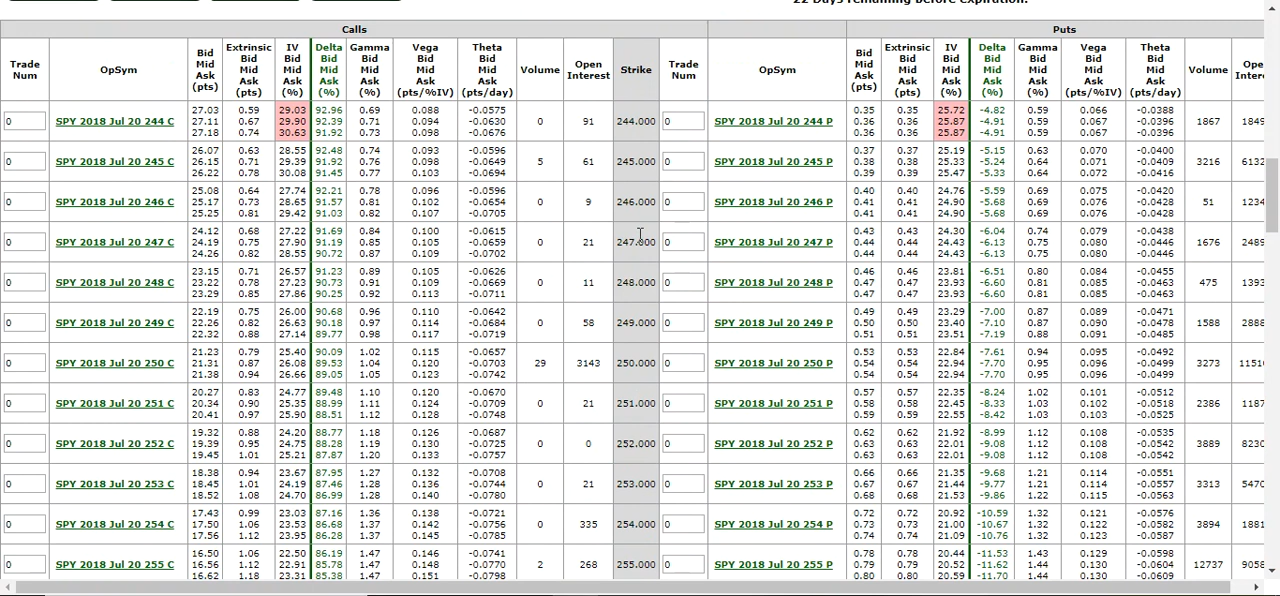 22 Days remaining before expiration.
Calls Puts
Trade Num OpSym Bid Mid Ask (pts) Extrinsic Bid Mid Ask (pts) IV Bid Mid Ask (%) Delta Bid Mid Ask (%) Gamma Bid Mid Ask (%) Vega Bid Mid Ask (pts/%IV) Theta Bid Mid Ask (pts/day) Volume Open Interest Strike Trade Num OpSym Bid Mid Ask (pts) Extrinsic Bid Mid Ask (pts) IV Bid Mid Ask (%) Delta Bid Mid Ask (%) Gamma Bid Mid Ask (%) Vega Bid Mid Ask (pts/%IV) Theta Bid Mid Ask (pts/day) Volume Open Intere
27.03 0.59 29.03 92.96 0.69 0.088 -0.0575 0.35 0.35 25.72 -4.82 0.59 0.066 -0.0388
0 SPY 2018 Jul 20 244 C 27.11 0.67 29.90 92.39 0.71 0.094 -0.0630 0 91 244.000 0 SPY 2018 Jul 20 244 P 0.36 0.36 25.87 -4.91 0.59 0.067 -0.0396 1867 1849
27.18 0.74 30.63 91.92 0.73 0.098 -0.0676 0.36 0.36 25.87 -4.91 0.59 0.067 -0.0396
26.07 0.63 28.55 92.48 0.74 0.093 -0.0596 0.37 0.37 25.19 -5.15 0.63 0.070 -0.0400
0 SPY 2018 Jul 20 245 C 26.15 0.71 29.39 91.92 0.76 0.098 -0.0649 5 61 245.000 0 SPY 2018 Jul 20 245 P 0.38 0.38 25.33 -5.24 0.64 0.071 -0.0409 3216 6132
26.22 0.78 30.08 91.45 0.77 0.103 -0.0694 0.39 0.39 25.47 -5.33 0.64 0.072 -0.0416
25.08 0.64 27.74 92.21 0.78 0.096 -0.0596 0.40 0.40 24.76 -5.59 0.69 0.075 -0.0420
0 SPY 2018 Jul 20 246 C 25.17 0.73 28.65 91.57 0.81 0.102 -0.0654 0 9 246.000 0 SPY 2018 Jul 20 246 P 0.41 0.41 24.90 -5.68 0.69 0.076 -0.0428 51 1234
25.25 0.81 29.42 91.03 0.82 0.107 -0.0705 0.41 0.41 24.90 -5.68 0.69 0.076 -0.0428
24.12 0.68 27.22 91.69 0.84 0.100 -0.0615 0.43 0.43 24.30 -6.04 0.74 0.079 -0.0438
0 SPY 2018 Jul 20 247 C 24.19 0.75 27.90 91.19 0.85 0.105 -0.0659 0 21 247.000 0 SPY 2018 Jul 20 247 P 0.44 0.44 24.43 -6.13 0.75 0.080 -0.0446 1676 2489
24.26 0.82 28.55 90.72 0.87 0.109 -0.0702 0.44 0.44 24.43 -6.13 0.75 0.080 -0.0446
23.15 0.71 26.57 91.23 0.89 0.105 -0.0626 0.46 0.46 23.81 -6.51 0.80 0.084 -0.0455
0 SPY 2018 Jul 20 248 C 23.22 0.78 27.23 90.73 0.91 0.109 -0.0669 0 11 248.000 0 SPY 2018 Jul 20 248 P 0.47 0.47 23.93 -6.60 0.81 0.085 -0.0463 475 1393
23.29 0.85 27.86 90.25 0.92 0.113 -0.0711 0.47 0.47 23.93 -6.60 0.81 0.085 -0.0463
22.19 0.75 26.00 90.68 0.96 0.110 -0.0642 0.49 0.49 23.29 -7.00 0.87 0.089 -0.0471
0 SPY 2018 Jul 20 249 C 22.26 0.82 26.63 90.18 0.97 0.114 -0.0684 0 58 249.000 0 SPY 2018 Jul 20 249 P 0.50 0.50 23.40 -7.10 0.87 0.090 -0.0478 1588 2888
22.32 0.88 27.14 89.77 0.98 0.117 -0.0719 0.51 0.51 23.51 -7.19 0.88 0.091 -0.0485
21.23 0.79 25.40 90.09 1.02 0.115 -0.0657 0.53 0.53 22.84 -7.61 0.94 0.095 -0.0492
0 SPY 2018 Jul 20 250 C 21.31 0.87 26.08 89.53 1.04 0.120 -0.0703 29 3143 250.000 0 SPY 2018 Jul 20 250 P 0.54 0.54 22.94 -7.70 0.95 0.096 -0.0499 3273 1151
21.38 0.94 26.66 89.05 1.05 0.123 -0.0742 0.54 0.54 22.94 -7.70 0.95 0.096 -0.0499
20.27 0.83 24.77 89.48 1.10 0.120 -0.0670 0.57 0.57 22.35 -8.24 1.02 0.101 -0.0512
0 SPY 2018 Jul 20 251 C 20.34 0.90 25.35 88.99 1.11 0.124 -0.0709 0 21 251.000 0 SPY 2018 Jul 20 251 P 0.58 0.58 22.45 -8.33 1.03 0.102 -0.0518 2386 1187
20.41 0.97 25.90 88.51 1.12 0.128 -0.0748 0.59 0.59 22.55 -8.42 1.03 0.103 -0.0525
19.32 0.88 24.20 88.77 1.18 0.126 -0.0687 0.62 0.62 21.92 -8.99 1.12 0.108 -0.0535
0 SPY 2018 Jul 20 252 C 19.39 0.95 24.75 88.28 1.19 0.130 -0.0725 0 0 252.000 0 SPY 2018 Jul 20 252 P 0.63 0.63 22.01 -9.08 1.12 0.108 -0.0542 3889 8230
19.45 1.01 25.21 87.87 1.20 0.133 -0.0757 0.63 0.63 22.01 -9.08 1.12 0.108 -0.0542
18.38 0.94 23.67 87.95 1.27 0.132 -0.0708 0.66 0.66 21.35 -9.68 1.21 0.114 -0.0551
0 SPY 2018 Jul 20 253 C 18.45 1.01 24.19 87.46 1.28 0.136 -0.0744 0 21 253.000 0 SPY 2018 Jul 20 253 P 0.67 0.67 21.44 -9.77 1.21 0.114 -0.0557 3313 5470
18.52 1.08 24.70 86.99 1.28 0.140 -0.0780 0.68 0.68 21.53 -9.86 1.22 0.115 -0.0563
17.43 0.99 23.03 87.16 1.36 0.138 -0.0721 0.72 0.72 20.92 -10.59 1.32 0.121 -0.0576
0 SPY 2018 Jul 20 254 C 17.50 1.06 23.53 86.68 1.37 0.142 -0.0756 0 335 254.000 0 SPY 2018 Jul 20 254 P 0.73 0.73 21.00 -10.67 1.32 0.122 -0.0582 3894 1881
17.56 1.12 23.95 86.28 1.37 0.145 -0.0787 0.74 0.74 21.09 -10.76 1.32 0.123 -0.0587
16.50 1.06 22.50 86.19 1.47 0.146 -0.0741 0.78 0.78 20.44 -11.53 1.43 0.129 -0.0598
0 SPY 2018 Jul 20 255 C 16.56 1.12 22.91 85.78 1.47 0.148 -0.0770 2 268 255.000 0 SPY 2018 Jul 20 255 P 0.79 0.79 20.52 -11.62 1.44 0.130 -0.0604 12737 9058
16.62 1.18 23.31 85.38 1.47 0.151 -0.0798 0.80 0.80 20.59 -11.70 1.44 0.130 -0.0609